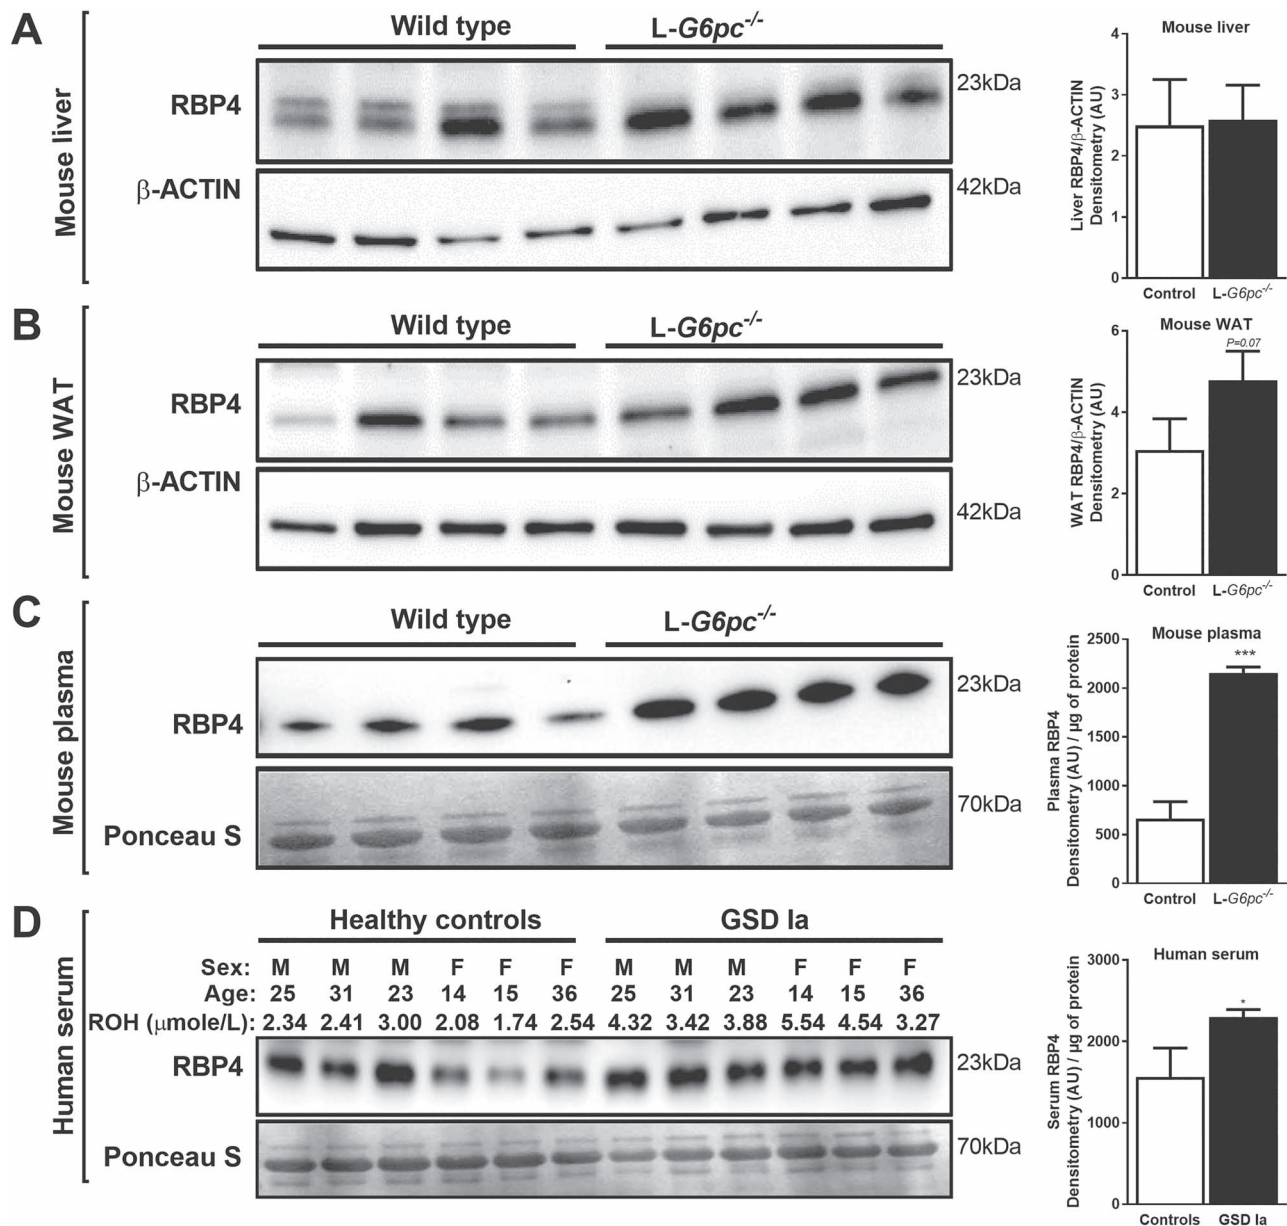 A
Mouse liver
Wild type
L-G6pc-/-
RBP4
23kDa
β-ACTIN
42kDa
Mouse liver
Liver RBP4/β-ACTIN
Densitometry (AU)
4
3
2
1
0
Control
L-G6pc-/-
B
Mouse WAT
Wild type
L-G6pc-/-
RBP4
23kDa
β-ACTIN
42kDa
Mouse WAT
P=0.07
WAT RBP4/β-ACTIN
Densitometry (AU)
6
4
2
0
Control
L-G6pc-/-
C
Mouse plasma
Wild type
L-G6pc-/-
RBP4
23kDa
Ponceau S
70kDa
Mouse plasma
***
Plasma RBP4
Densitometry (AU) / µg of protein
2500
2000
1500
1000
500
0
Control
L-G6pc-/-
D
Human serum
Healthy controls
GSD Ia
Sex: M M M F F F M M M F F F
Age: 25 31 23 14 15 36 25 31 23 14 15 36
ROH (µmole/L): 2.34 2.41 3.00 2.08 1.74 2.54 4.32 3.42 3.88 5.54 4.54 3.27
RBP4
23kDa
Ponceau S
70kDa
Human serum
*
Serum RBP4
Densitometry (AU) / µg of protein
3000
2000
1000
0
Controls
GSD Ia